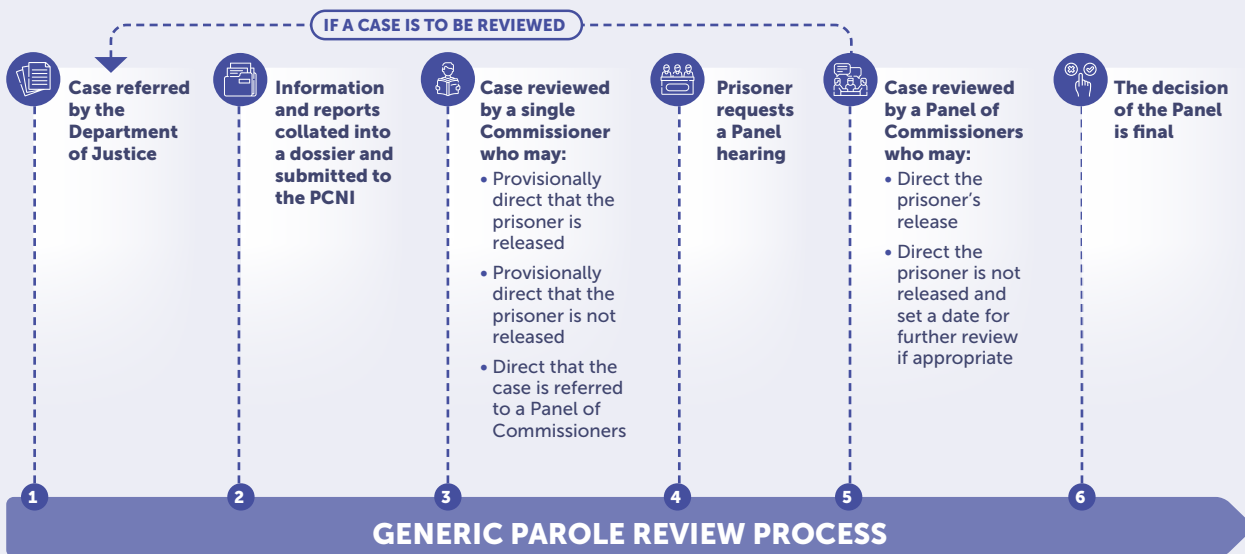 IF A CASE IS TO BE REVIEWED
Case referred
by the
Department
of Justice
Information
and reports
collated into
a dossier and
submitted to
the PCNI
Case reviewed
by a single
Commissioner
who may:
• Provisionally
direct that the
prisoner is
released
• Provisionally
direct that the
prisoner is not
released
• Direct that the
case is referred
to a Panel of
Commissioners
Prisoner
requests
a Panel
hearing
Case reviewed
by a Panel of
Commissioners
who may:
• Direct the
prisoner's
release
• Direct the
prisoner is not
released and
set a date for
further review
if appropriate
The decision
of the Panel
is final
1
2
3
4
5
6
GENERIC PAROLE REVIEW PROCESS